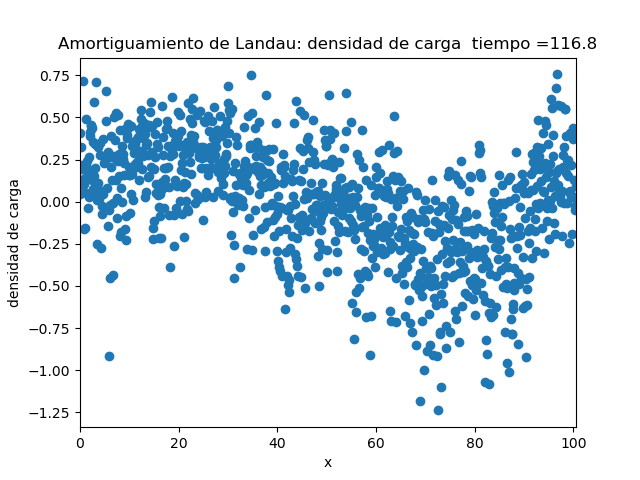 Amortiguamiento de Landau: densidad de carga  tiempo =116.8
0.75
0.50
0.25
0.00
−0.25
−0.50
−0.75
−1.00
−1.25
densidad de carga
0 20 40 60 80 100
x